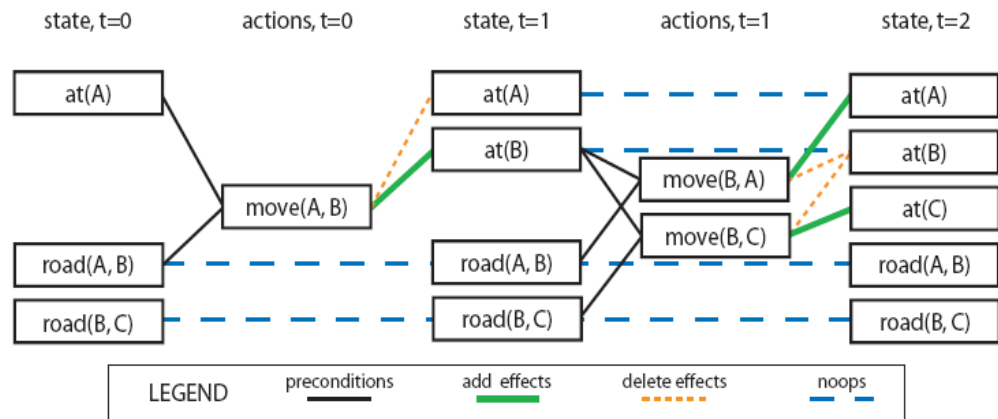 state, t=0 actions, t=0 state, t=1 actions, t=1 state, t=2
at(A) at(A) at(A)
at(B) at(B)
move(B, A)
move(A, B) at(C)
move(B, C)
road(A, B) road(A, B) road(A, B)
road(B, C) road(B, C) road(B, C)
LEGEND preconditions add effects delete effects noops